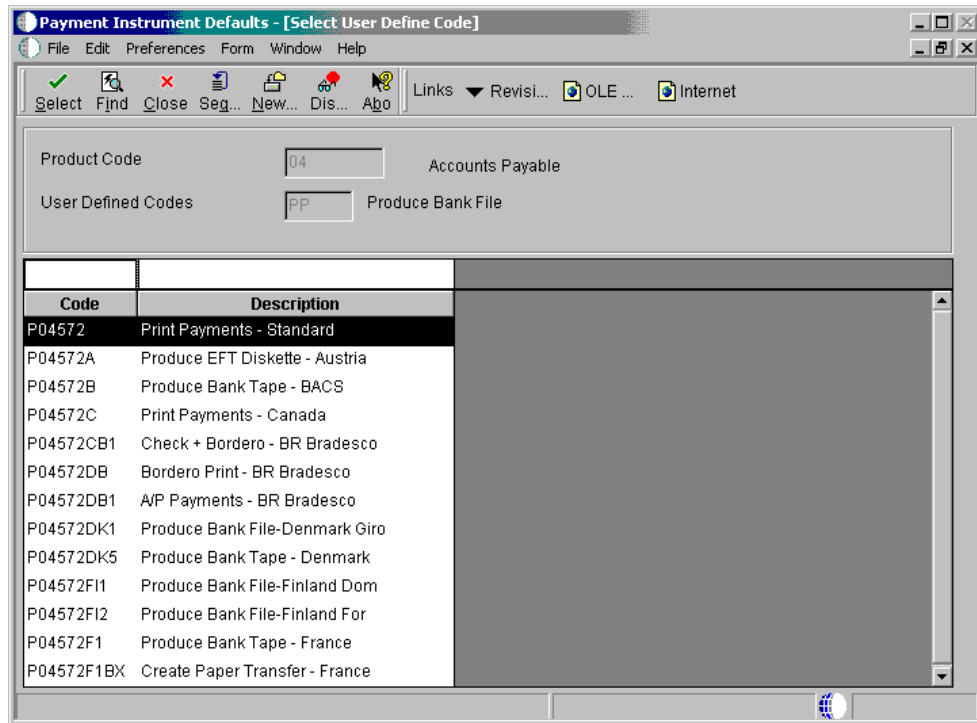 Payment Instrument Defaults - [Select User Define Code]
File Edit Preferences Form Window Help
Select Find Close Seq... New... Dis... Abo Links Revisi... OLE ... Internet
Product Code 04 Accounts Payable
User Defined Codes PP Produce Bank File
Code Description
P04572 Print Payments - Standard
P04572A Produce EFT Diskette - Austria
P04572B Produce Bank Tape - BACS
P04572C Print Payments - Canada
P04572CB1 Check + Bordero - BR Bradesco
P04572DB Bordero Print - BR Bradesco
P04572DB1 A/P Payments - BR Bradesco
P04572DK1 Produce Bank File-Denmark Giro
P04572DK5 Produce Bank Tape - Denmark
P04572FI1 Produce Bank File-Finland Dom
P04572FI2 Produce Bank File-Finland For
P04572F1 Produce Bank Tape - France
P04572F1BX Create Paper Transfer - France